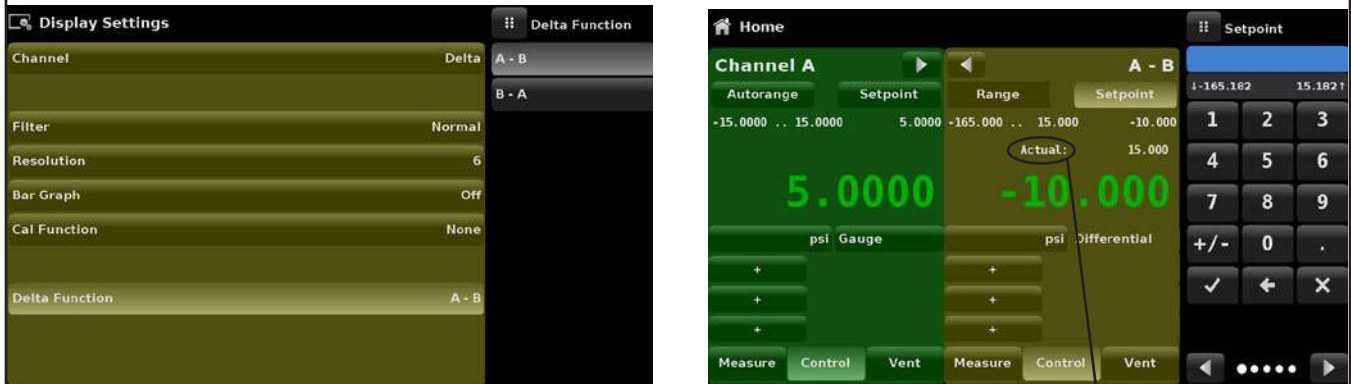 Display Settings
Delta Function
Channel Delta
A - B
B - A
Filter Normal
Resolution 6
Bar Graph Off
Cal Function None
Delta Function A - B
Home
Setpoint
Channel A
A - B
Autorange Setpoint Range Setpoint
-15.0000 .. 15.0000 5.0000 -165.000 .. 15.000 -10.000
Actual: 15.000
5.0000 -10.000
psi Gauge psi Differential
+ +
+ +
+ +
Measure Control Vent Measure Control Vent
↓-165.182 15.182↑
1 2 3
4 5 6
7 8 9
+/- 0 .